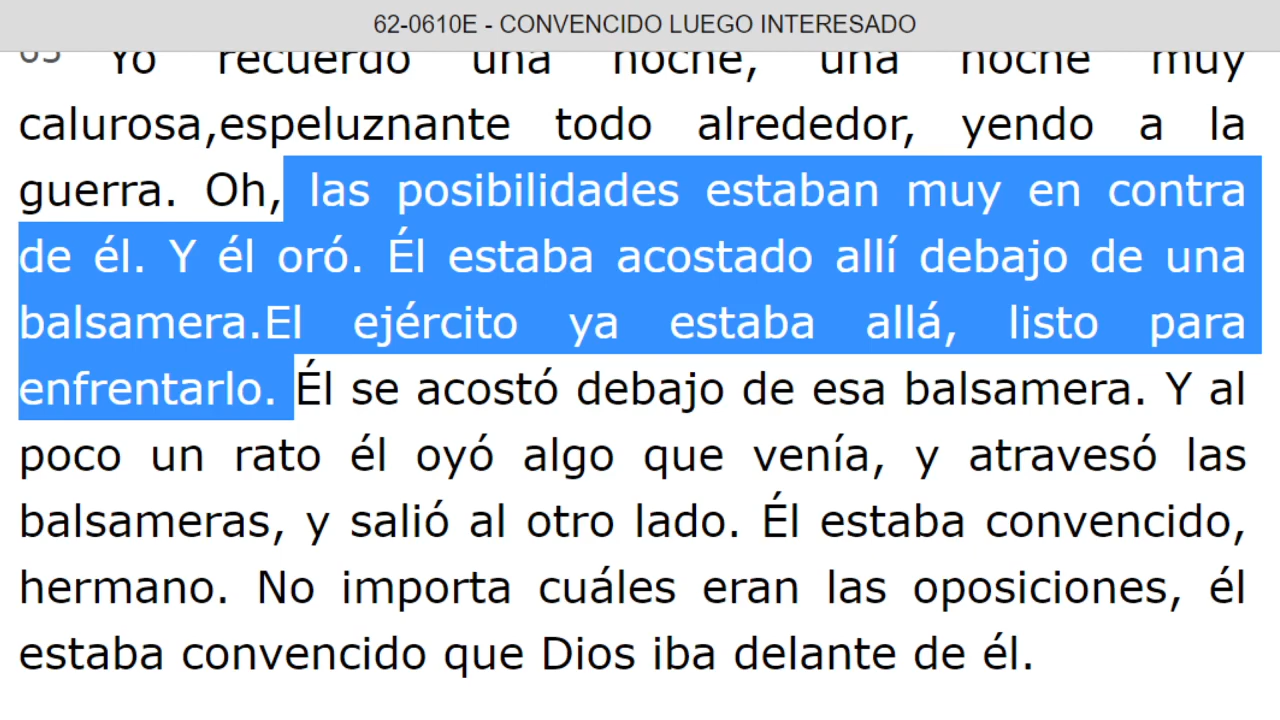 62-0610E - CONVENCIDO LUEGO INTERESADO
63 Yo recuerdo una noche, una noche muy
calurosa,espeluznante todo alrededor, yendo a la
guerra. Oh, las posibilidades estaban muy en contra
de él. Y él oró. Él estaba acostado allí debajo de una
balsamera.El ejército ya estaba allá, listo para
enfrentarlo. Él se acostó debajo de esa balsamera. Y al
poco un rato él oyó algo que venía, y atravesó las
balsameras, y salió al otro lado. Él estaba convencido,
hermano. No importa cuáles eran las oposiciones, él
estaba convencido que Dios iba delante de él.